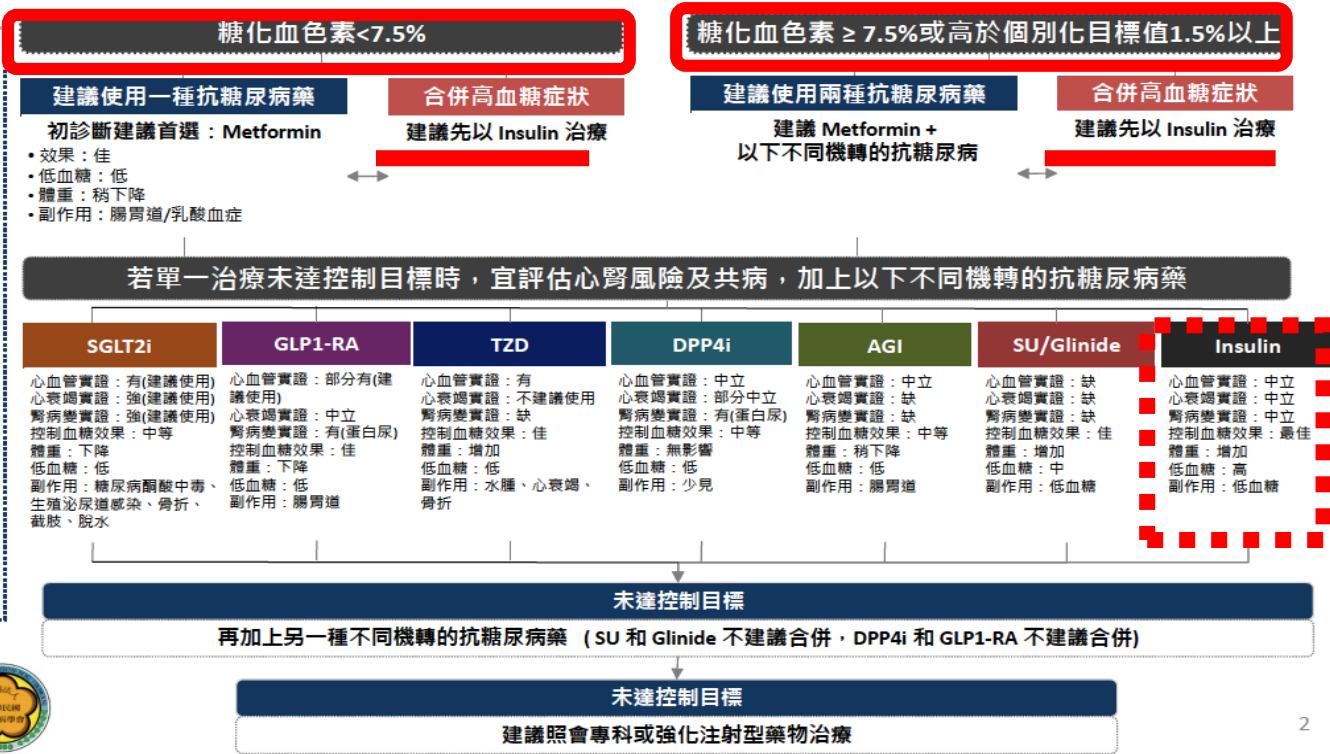 糖化血色素<7.5%
糖化血色素 ≥ 7.5%或高於個別化目標值1.5%以上
建議使用一種抗糖尿病藥
合併高血糖症狀
建議使用兩種抗糖尿病藥
合併高血糖症狀
初診斷建議首選：Metformin
• 效果：佳
• 低血糖：低
• 體重：稍下降
• 副作用：腸胃道/乳酸血症
建議先以 Insulin 治療
建議 Metformin +
以下不同機轉的抗糖尿病
建議先以 Insulin 治療
若單一治療未達控制目標時，宜評估心腎風險及共病，加上以下不同機轉的抗糖尿病藥
SGLT2i
心血管實證：有(建議使用)
心衰竭實證：強(建議使用)
腎病變實證：強(建議使用)
控制血糖效果：中等
體重：下降
低血糖：低
副作用：糖尿病酮酸中毒、
生殖泌尿道感染、骨折、
截肢、脫水
GLP1-RA
心血管實證：部分有(建
議使用)
心衰竭實證：中立
腎病變實證：有(蛋白尿)
控制血糖效果：佳
體重：下降
低血糖：低
副作用：腸胃道
TZD
心血管實證：有
心衰竭實證：不建議使用
腎病變實證：缺
控制血糖效果：佳
體重：增加
低血糖：低
副作用：水腫、心衰竭、
骨折
DPP4i
心血管實證：中立
心衰竭實證：部分中立
腎病變實證：有(蛋白尿)
控制血糖效果：中等
體重：無影響
低血糖：低
副作用：少見
AGI
心血管實證：中立
心衰竭實證：缺
腎病變實證：缺
控制血糖效果：中等
體重：稍下降
低血糖：低
副作用：腸胃道
SU/Glinide
心血管實證：缺
心衰竭實證：缺
腎病變實證：缺
控制血糖效果：佳
體重：增加
低血糖：中
副作用：低血糖
Insulin
心血管實證：中立
心衰竭實證：中立
腎病變實證：中立
控制血糖效果：最佳
體重：增加
低血糖：高
副作用：低血糖
未達控制目標
再加上另一種不同機轉的抗糖尿病藥 ( SU 和 Glinide 不建議合併，DPP4i 和 GLP1-RA 不建議合併)
未達控制目標
建議照會專科或強化注射型藥物治療
2